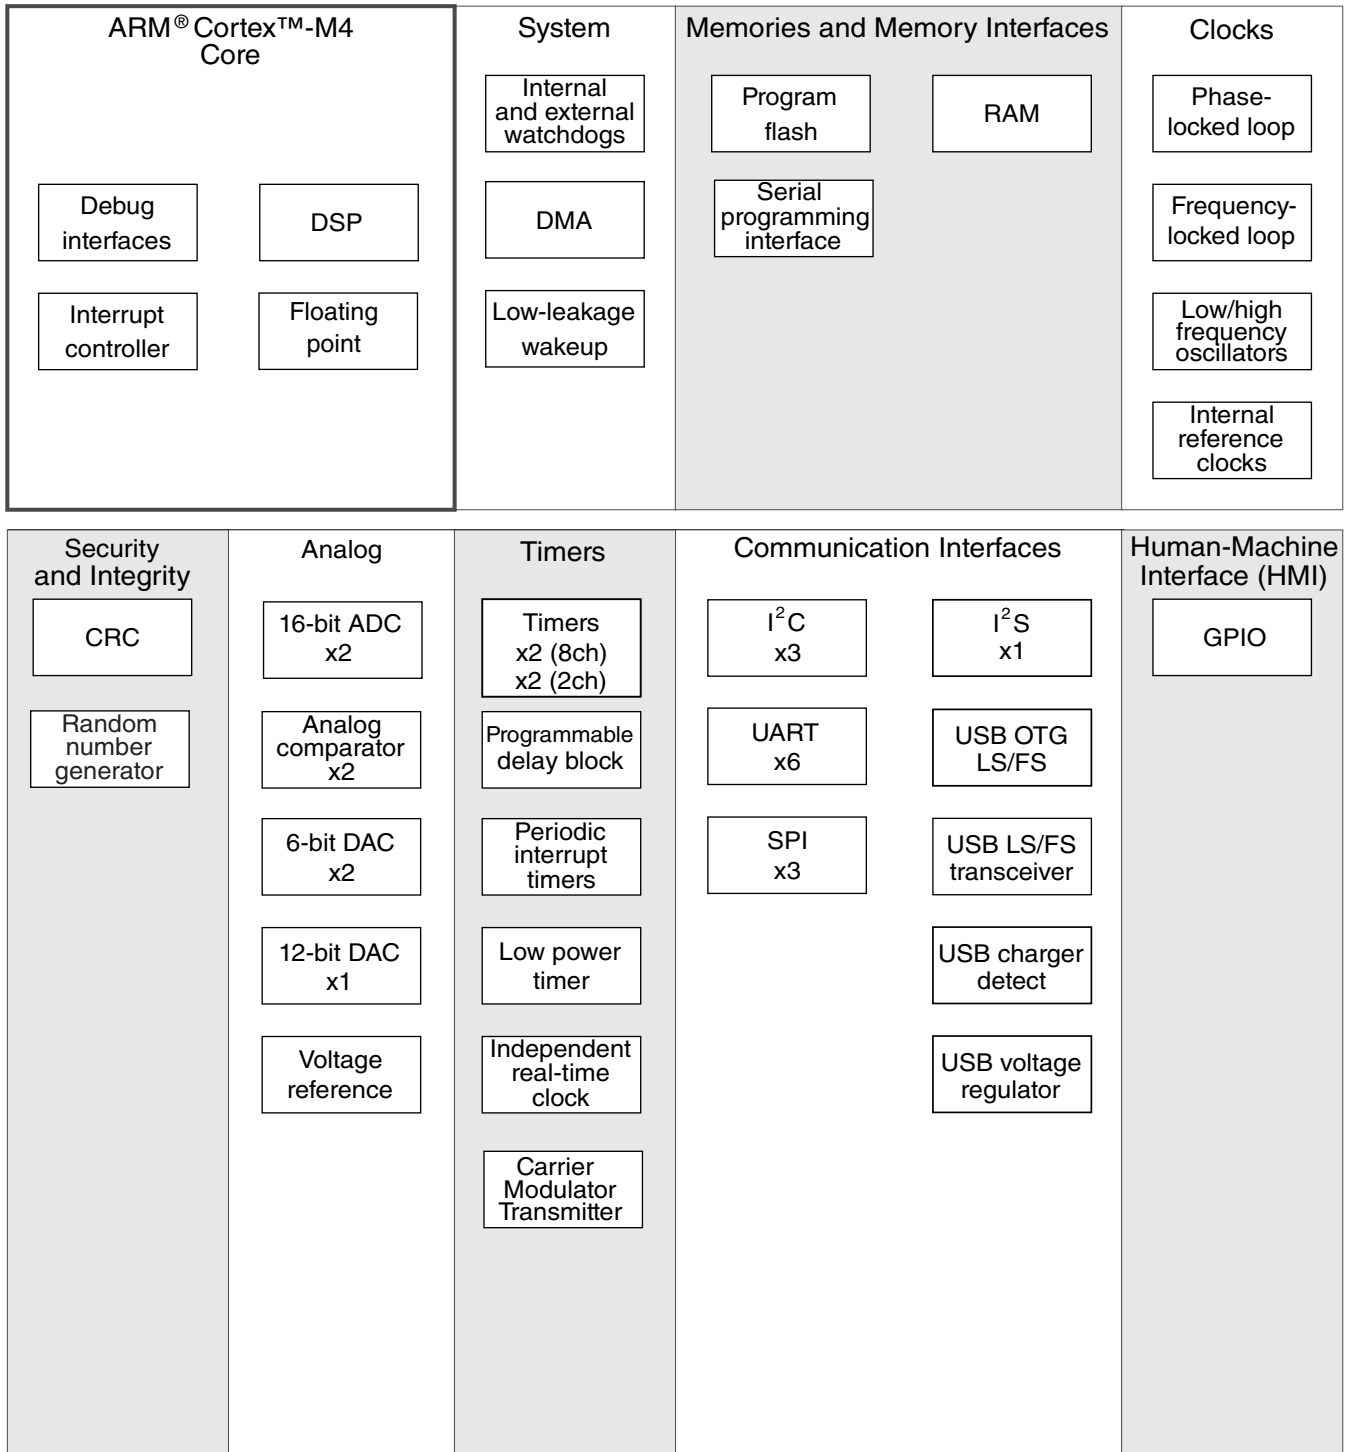 ARM® Cortex™-M4
Core
Debug
interfaces
DSP
Interrupt
controller
Floating
point
System
Internal
and external
watchdogs
DMA
Low-leakage
wakeup
Memories and Memory Interfaces
Program
flash
RAM
Serial
programming
interface
Clocks
Phase-
locked loop
Frequency-
locked loop
Low/high
frequency
oscillators
Internal
reference
clocks
Security
and Integrity
CRC
Random
number
generator
Analog
16-bit ADC
x2
Analog
comparator
x2
6-bit DAC
x2
12-bit DAC
x1
Voltage
reference
Timers
Timers
x2 (8ch)
x2 (2ch)
Programmable
delay block
Periodic
interrupt
timers
Low power
timer
Independent
real-time
clock
Carrier
Modulator
Transmitter
Communication Interfaces
I²C
x3
UART
x6
SPI
x3
I²S
x1
USB OTG
LS/FS
USB LS/FS
transceiver
USB charger
detect
USB voltage
regulator
Human-Machine
Interface (HMI)
GPIO